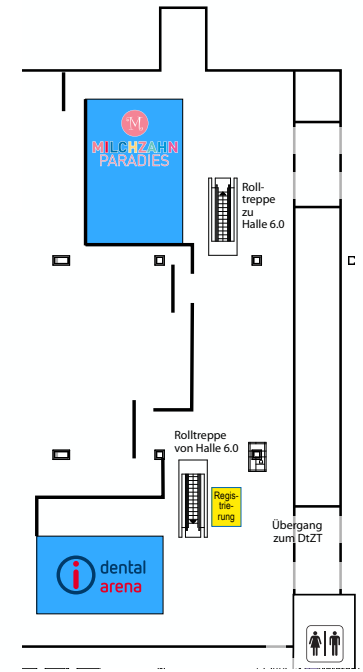 M
MILCHZAHN
PARADIES
Roll-
treppe
zu
Halle 6.0
Rolltreppe
von Halle 6.0
Regis-
trie-
rung
Übergang
zum DtZT
i dental
arena